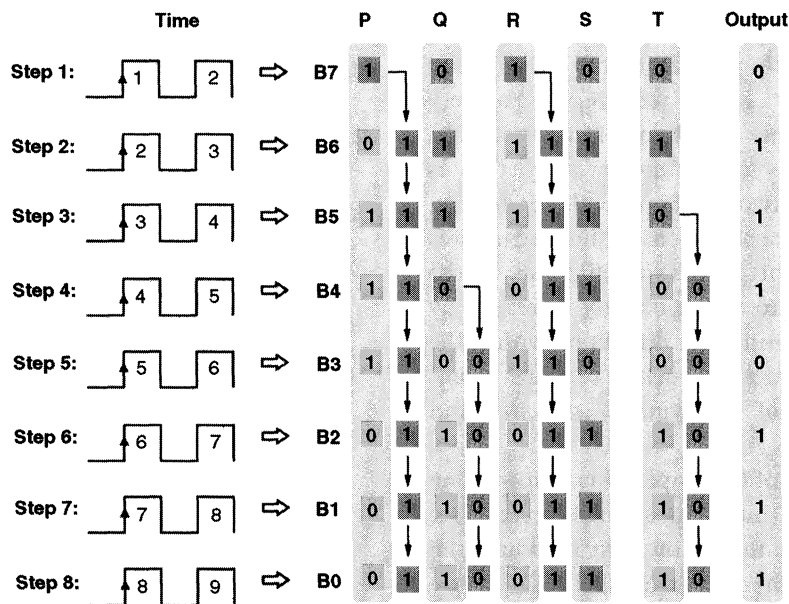 Time P Q R S T Output
Step 1: 1 2 B7 1 0 1 0 0 0
Step 2: 2 3 B6 0 1 1 1 1 1 1 1
Step 3: 3 4 B5 1 1 1 1 1 1 0 1
Step 4: 4 5 B4 1 1 0 0 1 1 0 0 1
Step 5: 5 6 B3 1 1 0 0 1 1 0 0 0 0
Step 6: 6 7 B2 0 1 1 0 0 1 1 1 0 1
Step 7: 7 8 B1 0 1 1 0 0 1 1 1 0 1
Step 8: 8 9 B0 0 1 1 0 0 1 1 1 0 1